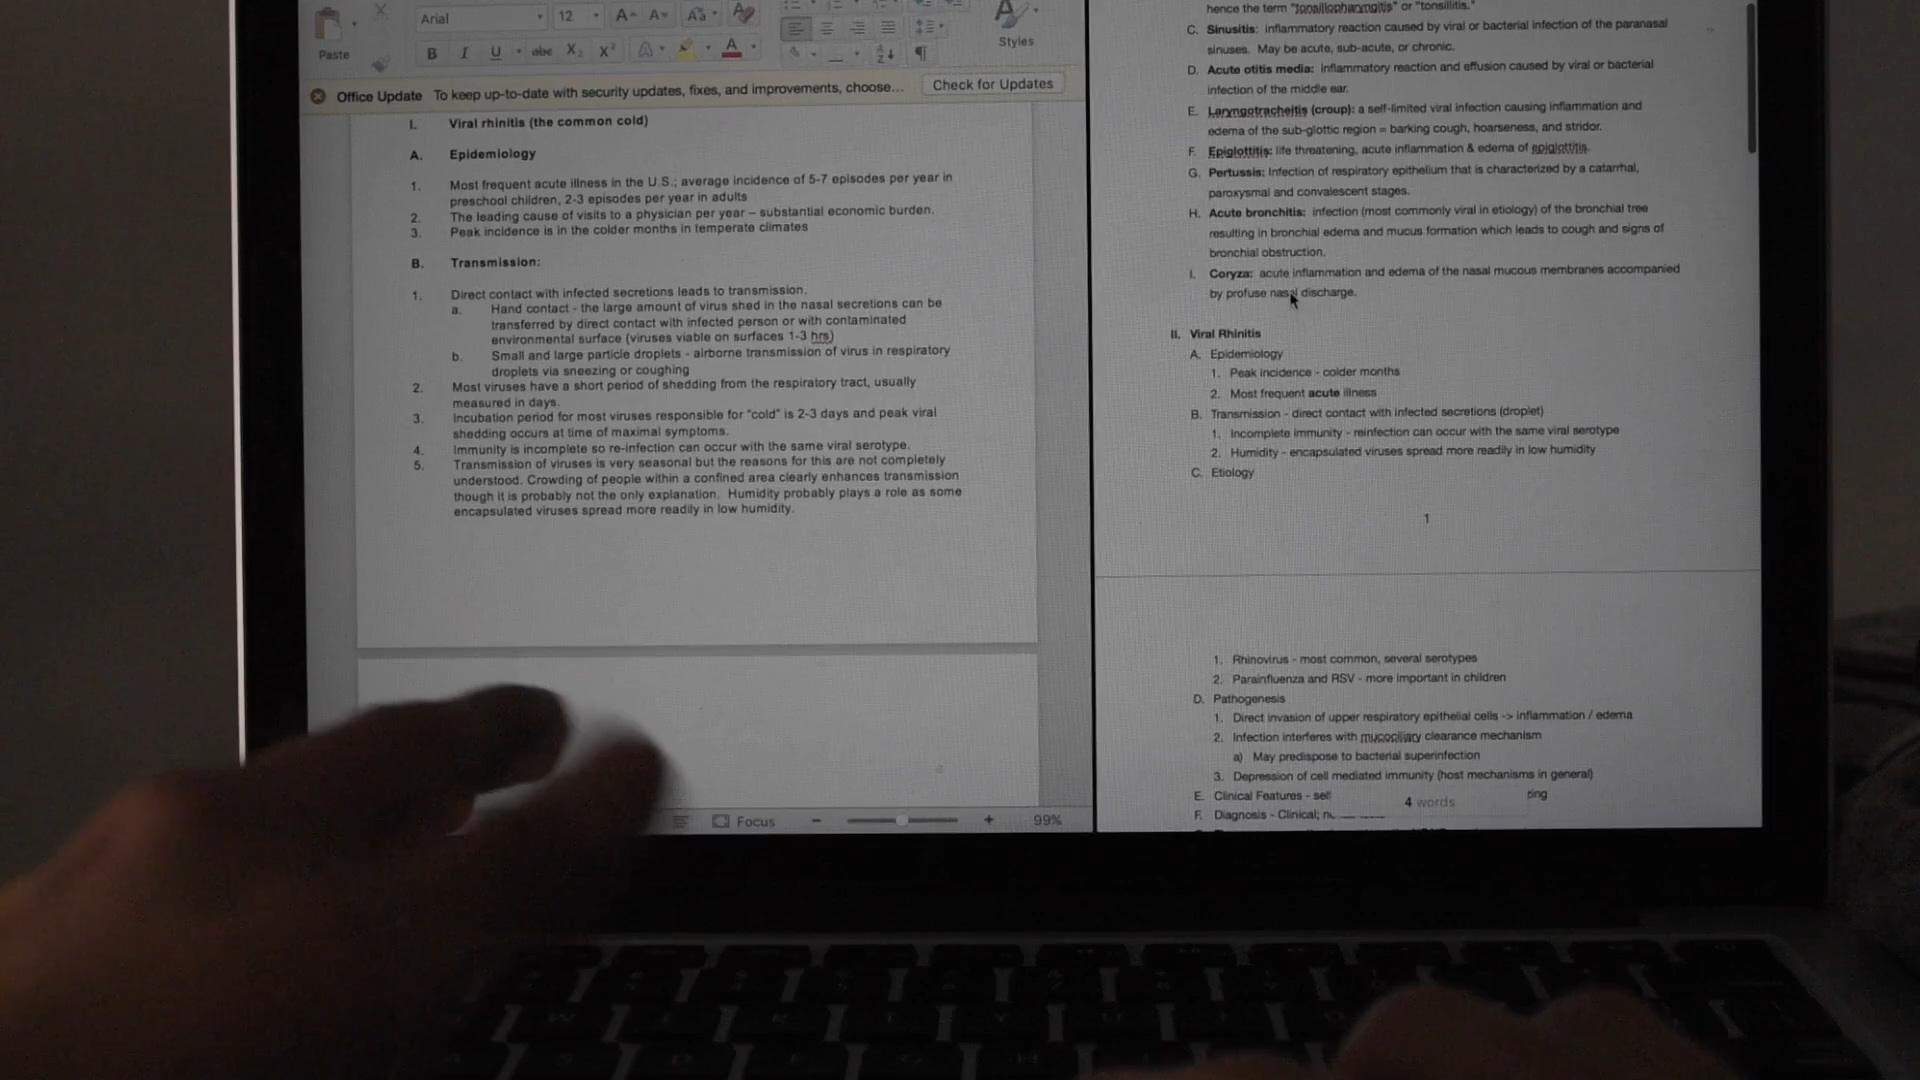 Arial
12
Paste
B I U abc X₂ X²
Styles
Office Update To keep up-to-date with security updates, fixes, and improvements, choose...
Check for Updates
I. Viral rhinitis (the common cold)
A. Epidemiology
1. Most frequent acute illness in the U.S.; average incidence of 5-7 episodes per year in
preschool children, 2-3 episodes per year in adults
2. The leading cause of visits to a physician per year – substantial economic burden.
3. Peak incidence is in the colder months in temperate climates
B. Transmission:
1. Direct contact with infected secretions leads to transmission.
a. Hand contact - the large amount of virus shed in the nasal secretions can be
transferred by direct contact with infected person or with contaminated
environmental surface (viruses viable on surfaces 1-3 hrs)
b. Small and large particle droplets - airborne transmission of virus in respiratory
droplets via sneezing or coughing
2. Most viruses have a short period of shedding from the respiratory tract, usually
measured in days.
3. Incubation period for most viruses responsible for "cold" is 2-3 days and peak viral
shedding occurs at time of maximal symptoms.
4. Immunity is incomplete so re-infection can occur with the same viral serotype.
5. Transmission of viruses is very seasonal but the reasons for this are not completely
understood. Crowding of people within a confined area clearly enhances transmission
though it is probably not the only explanation. Humidity probably plays a role as some
encapsulated viruses spread more readily in low humidity.
Focus
99%
hence the term "tonsillopharyngitis" or "tonsillitis."
C. Sinusitis: inflammatory reaction caused by viral or bacterial infection of the paranasal
sinuses. May be acute, sub-acute, or chronic.
D. Acute otitis media: inflammatory reaction and effusion caused by viral or bacterial
infection of the middle ear.
E. Laryngotracheitis (croup): a self-limited viral infection causing inflammation and
edema of the sub-glottic region = barking cough, hoarseness, and stridor.
F. Epiglottitis: life threatening, acute inflammation & edema of epiglottitis.
G. Pertussis: Infection of respiratory epithelium that is characterized by a catarrhal,
paroxysmal and convalescent stages.
H. Acute bronchitis: infection (most commonly viral in etiology) of the bronchial tree
resulting in bronchial edema and mucus formation which leads to cough and signs of
bronchial obstruction.
I. Coryza: acute inflammation and edema of the nasal mucous membranes accompanied
by profuse nasal discharge.
II. Viral Rhinitis
A. Epidemiology
1. Peak incidence - colder months
2. Most frequent acute illness
B. Transmission - direct contact with infected secretions (droplet)
1. Incomplete immunity - reinfection can occur with the same viral serotype
2. Humidity - encapsulated viruses spread more readily in low humidity
C. Etiology
1
1. Rhinovirus - most common, several serotypes
2. Parainfluenza and RSV - more important in children
D. Pathogenesis
1. Direct invasion of upper respiratory epithelial cells -> inflammation / edema
2. Infection interferes with mucociliary clearance mechanism
a) May predispose to bacterial superinfection
3. Depression of cell mediated immunity (host mechanisms in general)
E. Clinical Features - self
4 words
F. Diagnosis - Clinical;